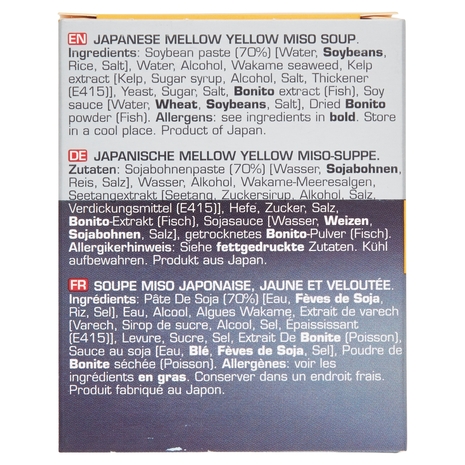 EN JAPANESE MELLOW YELLOW MISO SOUP.
Ingredients: Soybean paste (70%) [Water, Soybeans,
Rice, Salt], Water, Alcohol, Wakame seaweed, Kelp
extract [Kelp, Sugar syrup, Alcohol, Salt, Thickener
(E415)], Yeast, Sugar, Salt, Bonito extract (Fish), Soy
sauce [Water, Wheat, Soybeans, Salt], Dried Bonito
powder (Fish). Allergens: see ingredients in bold. Store
in a cool place. Product of Japan.
DE JAPANISCHE MELLOW YELLOW MISO-SUPPE.
Zutaten: Sojabohnenpaste (70%) [Wasser, Sojabohnen,
Reis, Salz], Wasser, Alkohol, Wakame-Meeresalgen,
Seetangextrakt [Seetang, Zuckersirup, Alkohol, Salz,
Verdickungsmittel (E415)], Hefe, Zucker, Salz,
Bonito-Extrakt (Fisch), Sojasauce [Wasser, Weizen,
Sojabohnen, Salz], getrocknetes Bonito-Pulver (Fisch).
Allergikerhinweis: Siehe fettgedruckte Zutaten. Kühl
aufbewahren. Produkt aus Japan.
FR SOUPE MISO JAPONAISE, JAUNE ET VELOUTÉE.
Ingrédients: Pâte De Soja (70%) [Eau, Fèves de Soja,
Riz, Sel], Eau, Alcool, Algues Wakame, Extrait de varech
[Varech, Sirop de sucre, Alcool, Sel, Épaississant
(E415)], Levure, Sucre, Sel, Extrait De Bonite (Poisson),
Sauce au soja [Eau, Blé, Fèves de Soja, Sel], Poudre de
Bonite séchée (Poisson). Allergènes: voir les
ingrédients en gras. Conserver dans un endroit frais.
Produit fabriqué au Japon.